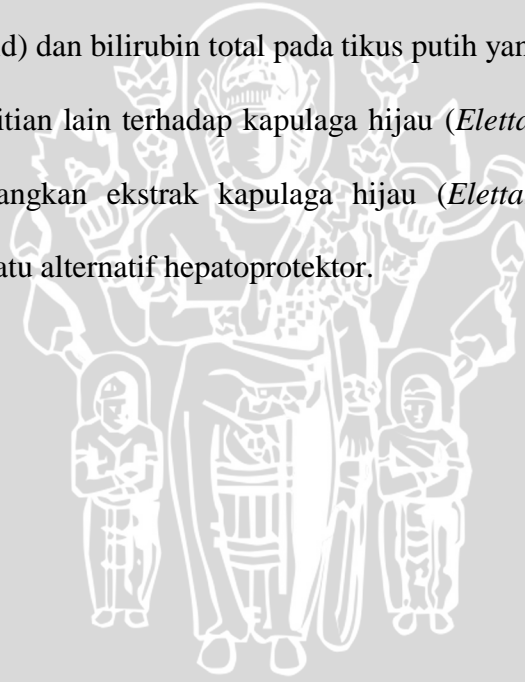 d) dan bilirubin total pada tikus putih yan
itian lain terhadap kapulaga hijau (Eletta
angkan ekstrak kapulaga hijau (Eletta
atu alternatif hepatoprotektor.